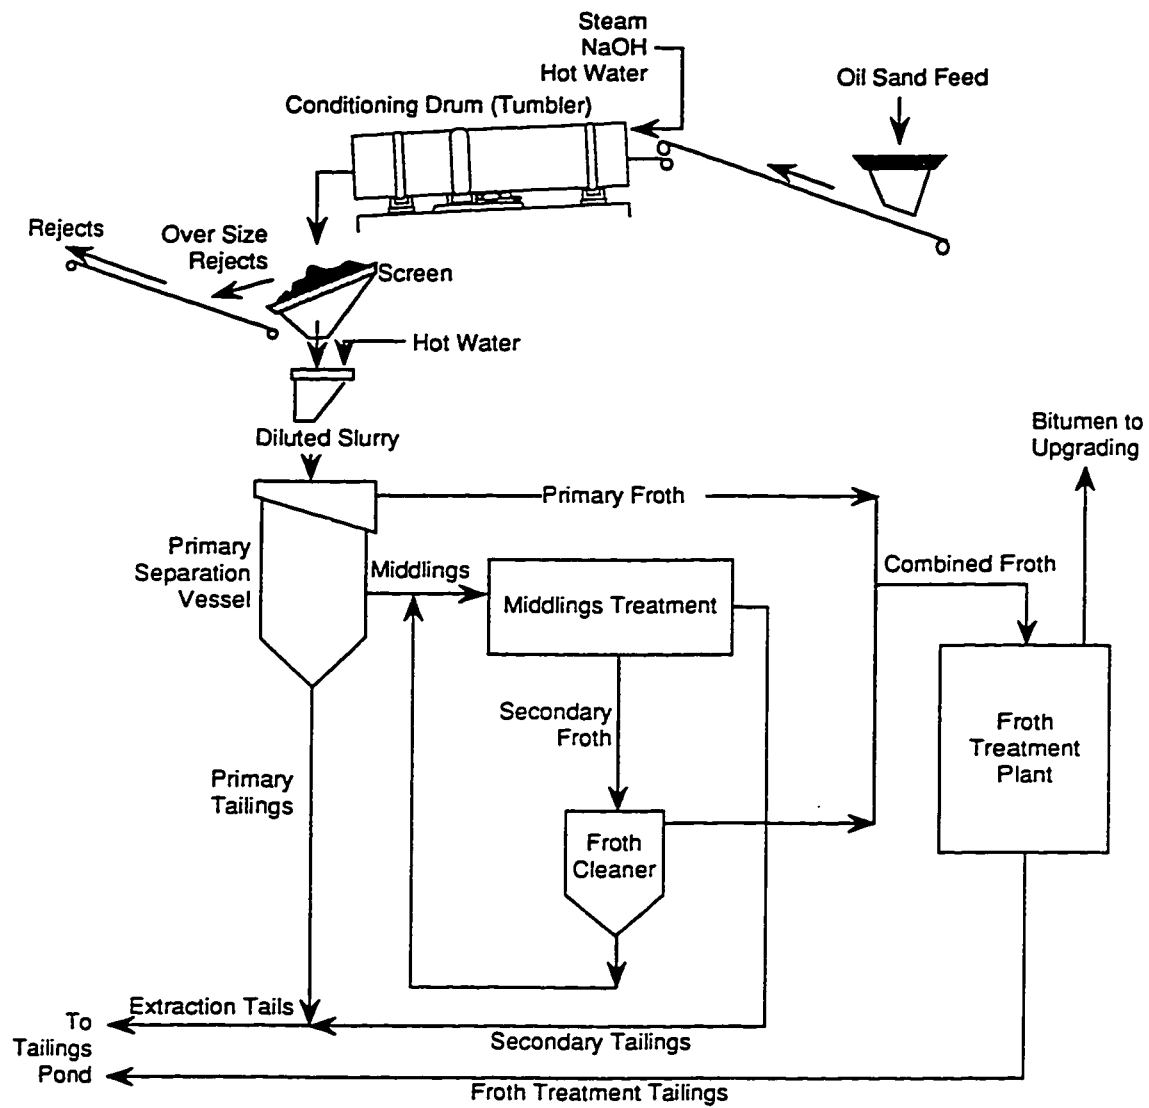 Steam
NaOH
Hot Water
Oil Sand Feed
Conditioning Drum (Tumbler)
Rejects
Over Size
Rejects
Screen
Hot Water
Diluted Slurry
Bitumen to
Upgrading
Primary Froth
Primary
Separation
Vessel
Middlings
Middlings Treatment
Combined Froth
Secondary
Froth
Froth
Treatment
Plant
Primary
Tailings
Froth
Cleaner
Extraction Tails
To
Tailings
Pond
Secondary Tailings
Froth Treatment Tailings